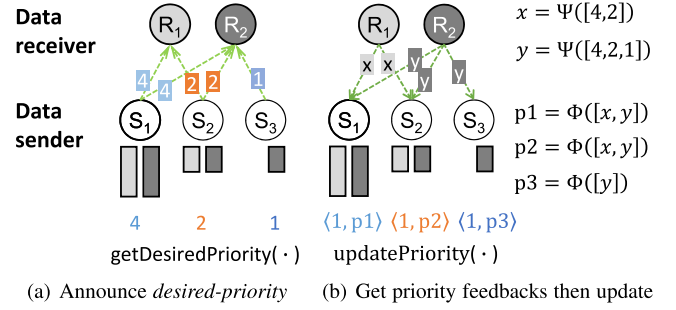 Data receiver
R1 R2
R1 R2
x = Ψ([4,2])
y = Ψ([4,2,1])
4 4 2 2 1
x x y y y
Data sender
S1 S2 S3
S1 S2 S3
p1 = Φ([x, y])
p2 = Φ([x, y])
p3 = Φ([y])
4 2 1
⟨1, p1⟩ ⟨1, p2⟩ ⟨1, p3⟩
getDesiredPriority( · )
updatePriority( · )
(a) Announce desired-priority
(b) Get priority feedbacks then update